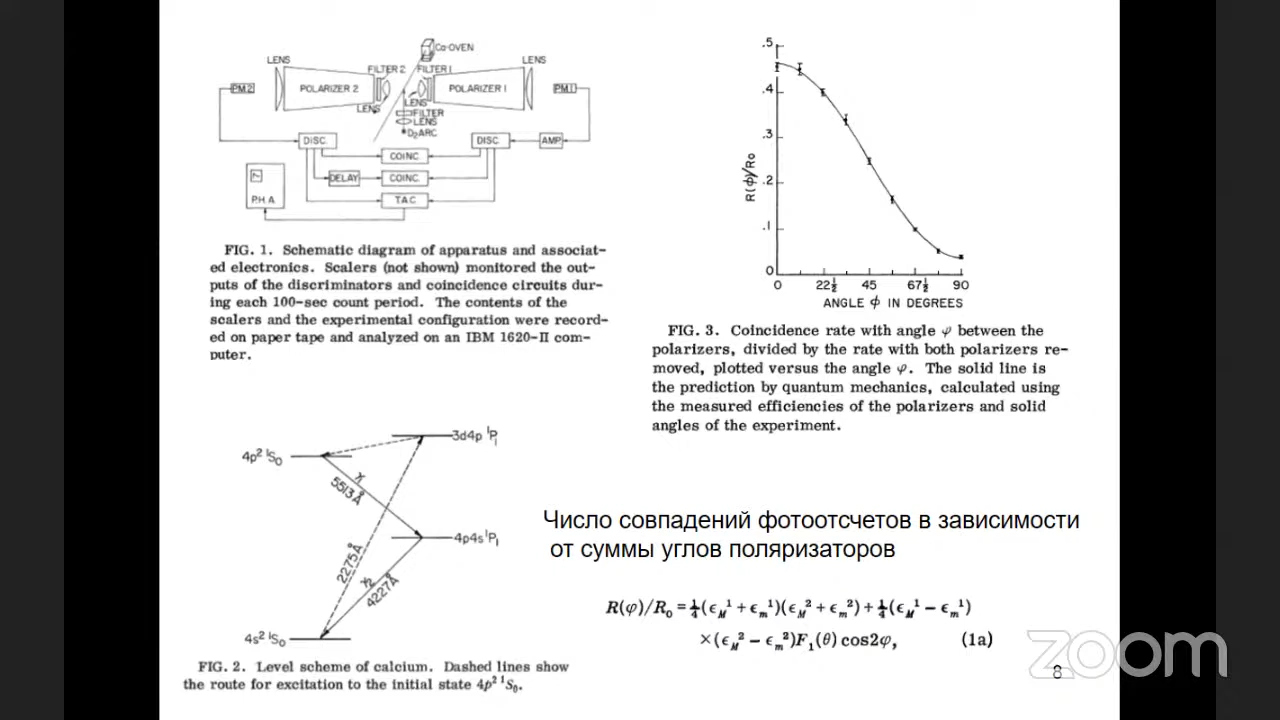 Ca-OVEN
LENS
FILTER 2
FILTER 1
LENS
PM.2
POLARIZER 2
POLARIZER 1
PM.1
LENS
LENS
FILTER
LENS
D₂ARC
DISC.
DISC.
AMP.
COINC.
DELAY
COINC.
P.H.A.
T.A.C.
FIG. 1. Schematic diagram of apparatus and associat-
ed electronics. Scalers (not shown) monitored the out-
puts of the discriminators and coincidence circuits dur-
ing each 100-sec count period. The contents of the
scalers and the experimental configuration were record-
ed on paper tape and analyzed on an IBM 1620-II com-
puter.
.5
.4
.3
.2
.1
0
R(ϕ)/R₀
0 22½ 45 67½ 90
ANGLE ϕ IN DEGREES
FIG. 3. Coincidence rate with angle φ between the
polarizers, divided by the rate with both polarizers re-
moved, plotted versus the angle φ. The solid line is
the prediction by quantum mechanics, calculated using
the measured efficiencies of the polarizers and solid
angles of the experiment.
3d4p ¹P₁
4p² ¹S₀
γ₁
5513Å
4p4s¹P₁
2275Å
γ₂
4227Å
4s² ¹S₀
FIG. 2. Level scheme of calcium. Dashed lines show
the route for excitation to the initial state 4p² ¹S₀.
Число совпадений фотоотсчетов в зависимости
от суммы углов поляризаторов
R(φ)/R₀ = ¼(ϵ_M¹ + ϵ_m¹)(ϵ_M² + ϵ_m²) + ¼(ϵ_M¹ − ϵ_m¹)
×(ϵ_M² − ϵ_m²)F₁(θ) cos2φ, (1a)
zoom
8